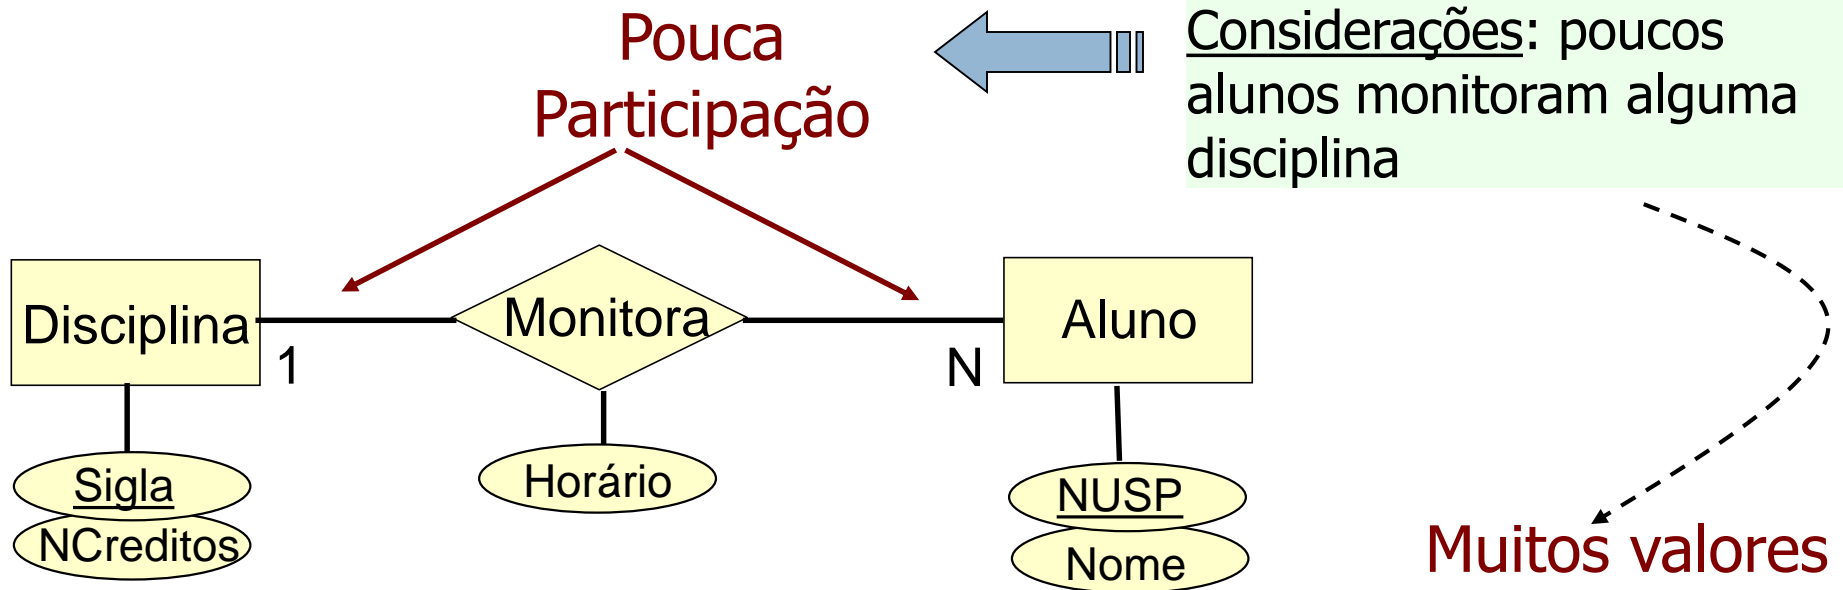 Pouca
Participação
Considerações: poucos
alunos monitoram alguma
disciplina
Disciplina
1
Monitora
N
Aluno
Sigla
NCreditos
Horário
NUSP
Nome
Muitos valores